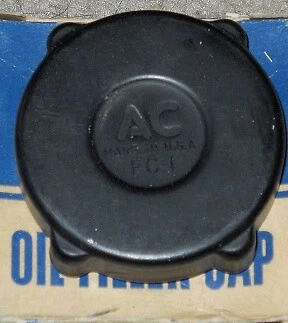 AC
MADE IN U.S.A.
FC-1
OIL FILLER CAP